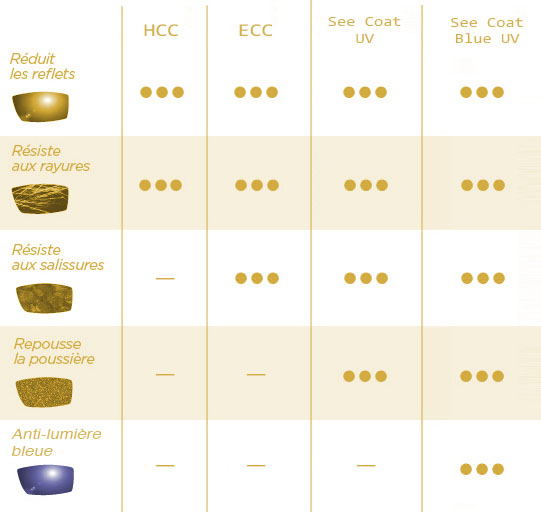 HCC
ECC
See Coat
UV
See Coat
Blue UV
Réduit
les reflets
Résiste
aux rayures
—
Résiste
aux salissures
Repousse
la poussière
— —
Anti-lumière
bleue
— — —